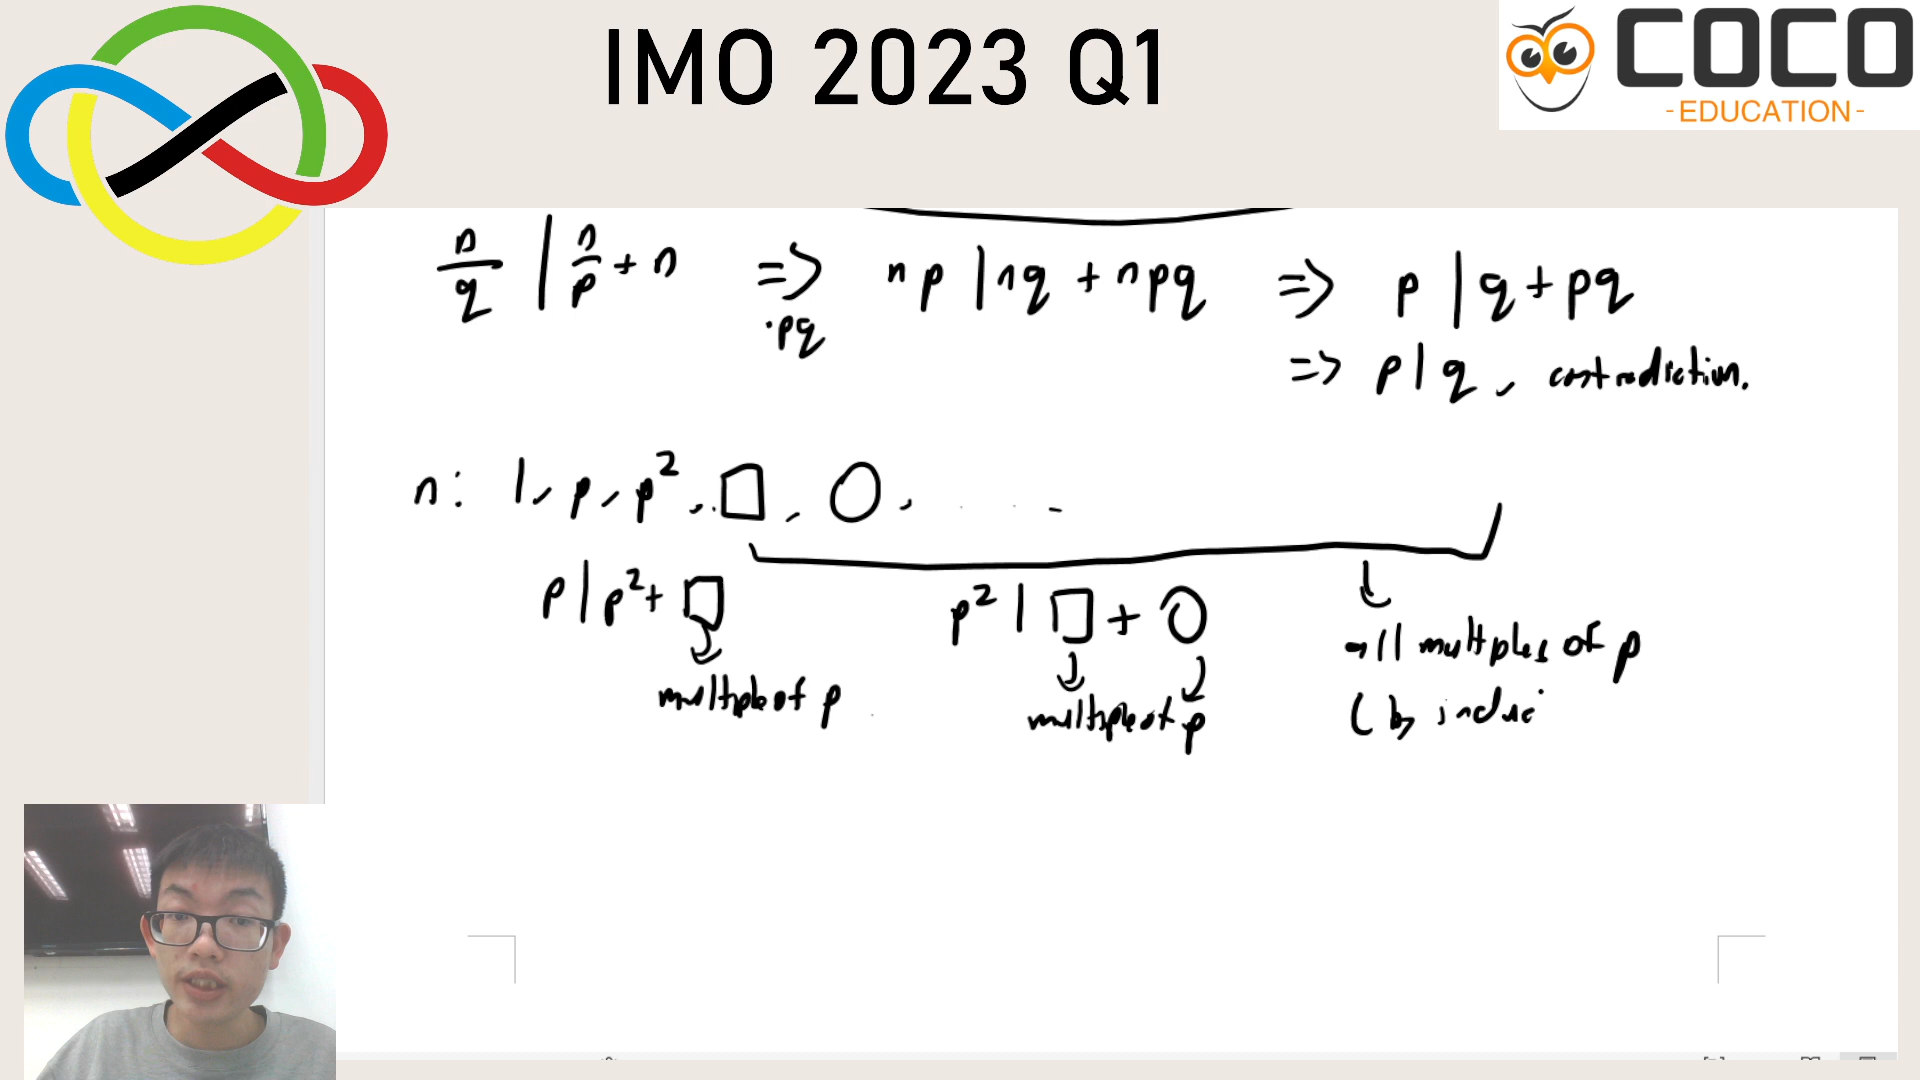 IMO 2023 Q1
COCO
-EDUCATION-
n/q | n/p + n => ·pq np | nq + npq => p | q + pq
=> p | q, contradiction.
n: 1, p, p², □, ○, . . . .
p | p² + □
p² | □ + ○
multiple of p
multiple of p
all multiples of p
(by induc